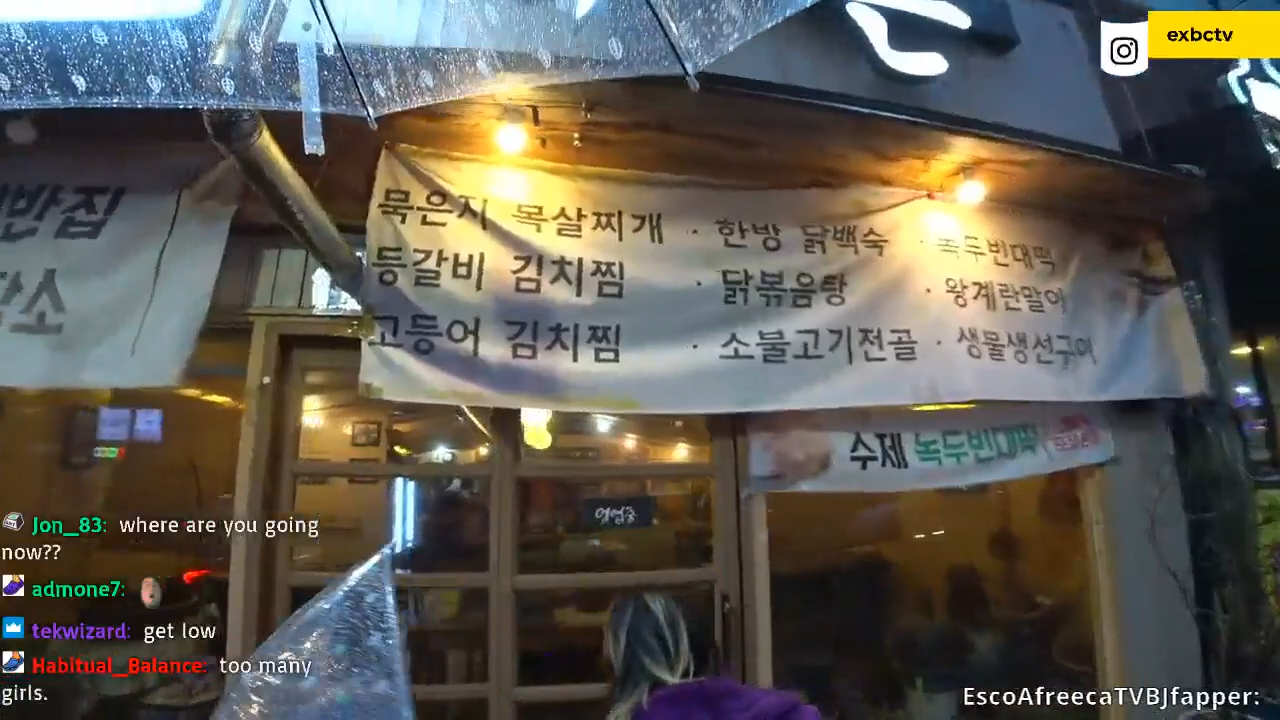 exbctv
반집
소
묵은지 목살찌개 · 한방 닭백숙 · 녹두빈대떡
등갈비 김치찜 · 닭볶음탕 · 왕계란말이
고등어 김치찜 · 소불고기전골 · 생물생선구이
수제 녹두빈대떡
영업중
Jon_83: where are you going
now??
admone7:
tekwizard: get low
Habitual_Balance: too many
girls.
EscoAfreecaTVBJfapper: